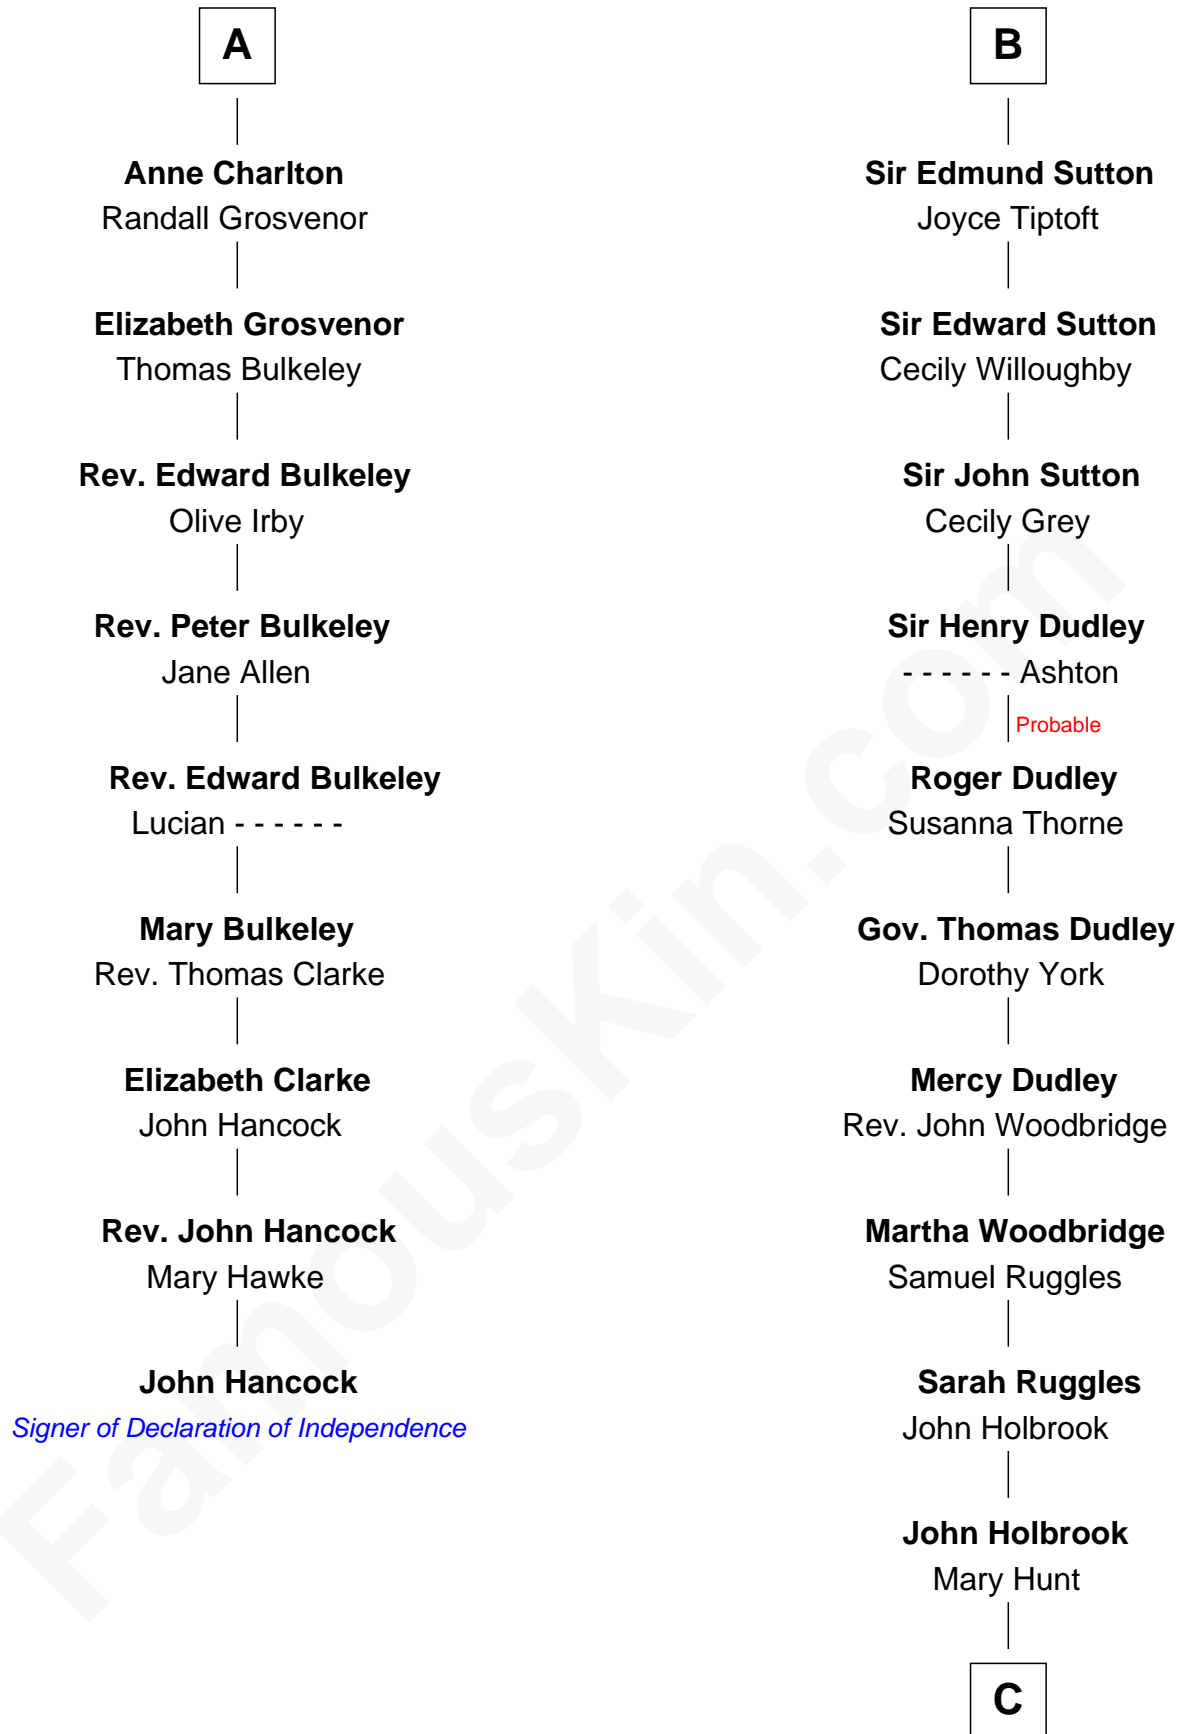 A
Anne Charlton
Randall Grosvenor
Elizabeth Grosvenor
Thomas Bulkeley
Rev. Edward Bulkeley
Olive Irby
Rev. Peter Bulkeley
Jane Allen
Rev. Edward Bulkeley
Lucian - - - - - -
Mary Bulkeley
Rev. Thomas Clarke
Elizabeth Clarke
John Hancock
Rev. John Hancock
Mary Hawke
John Hancock
Signer of Declaration of Independence
B
Sir Edmund Sutton
Joyce Tiptoft
Sir Edward Sutton
Cecily Willoughby
Sir John Sutton
Cecily Grey
Sir Henry Dudley
- - - - - - Ashton
Probable
Roger Dudley
Susanna Thorne
Gov. Thomas Dudley
Dorothy York
Mercy Dudley
Rev. John Woodbridge
Martha Woodbridge
Samuel Ruggles
Sarah Ruggles
John Holbrook
John Holbrook
Mary Hunt
C
FamousKin.com